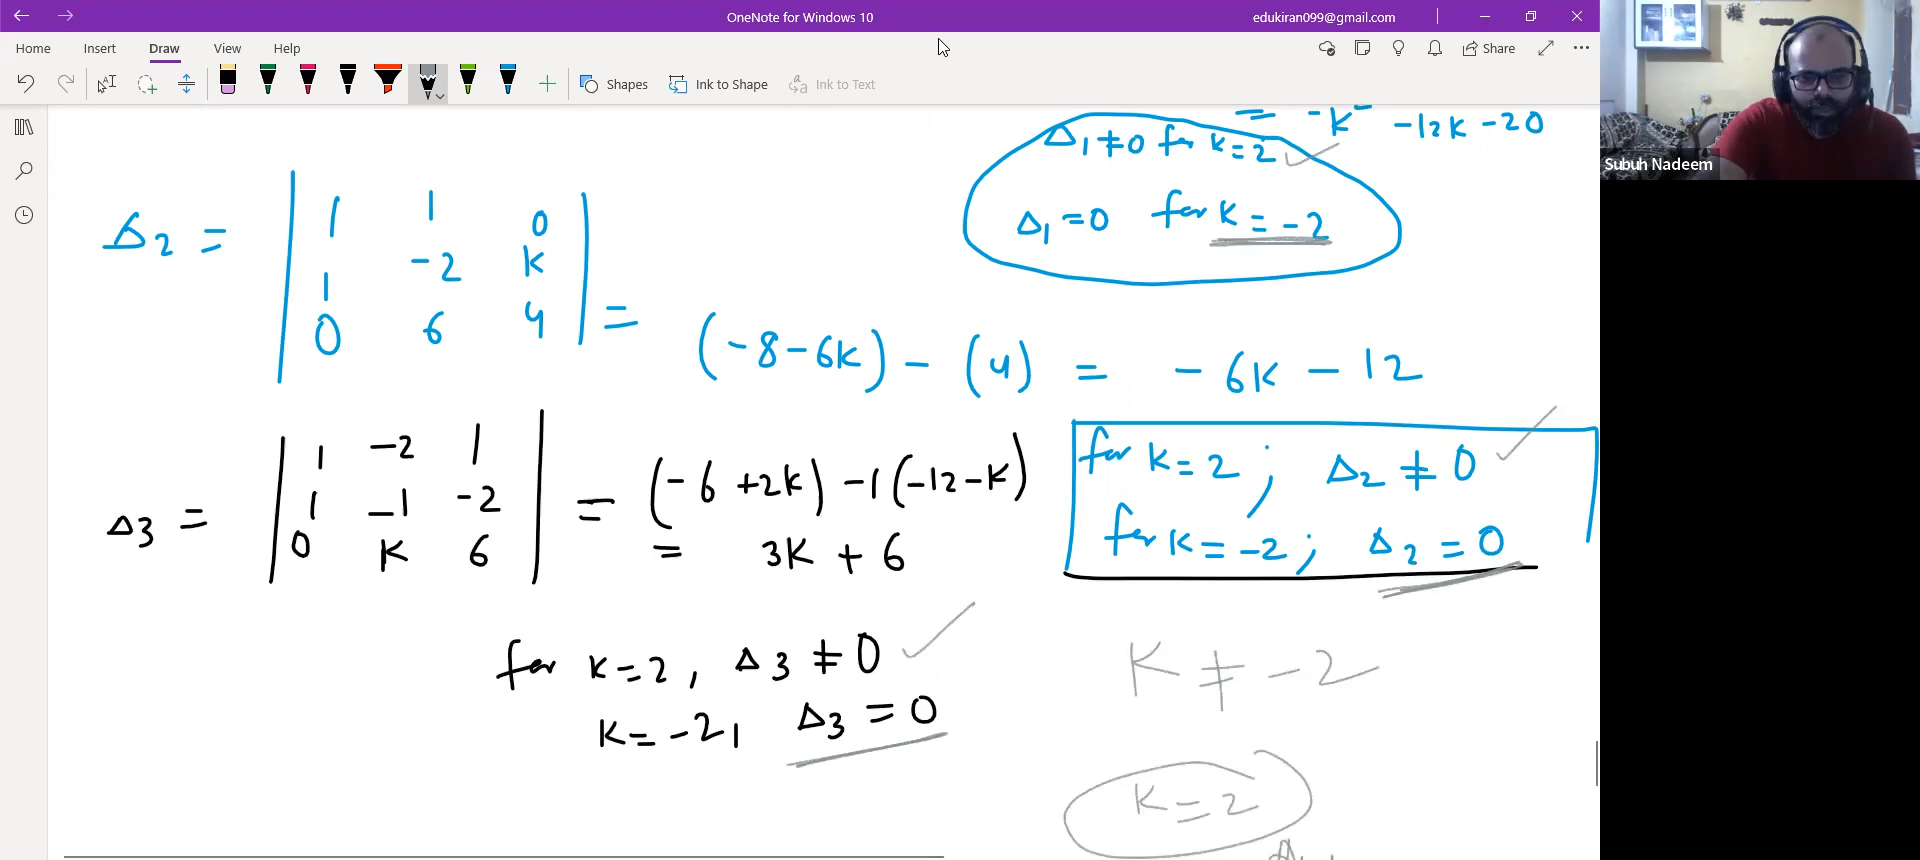 OneNote for Windows 10
edukiran099@gmail.com
Home Insert Draw View Help
Share
Shapes
Ink to Shape
Ink to Text
Subuh Nadeem
= -k² -12k -20
Δ₁ ≠ 0 for k = 2
Δ₁ = 0 for k = -2
Δ₂ = | 1 1 0
1 -2 k
0 6 4 | = (-8 - 6k) - (4) = -6k - 12
Δ₃ = | 1 -2 1
1 -1 -2
0 k 6 | = (-6 + 2k) -1 (-12 - k)
= 3k + 6
for k = 2 ; Δ₂ ≠ 0
for k = -2 ; Δ₂ = 0
for k = 2, Δ₃ ≠ 0
k = -2, Δ₃ = 0
K ≠ -2
k = 2